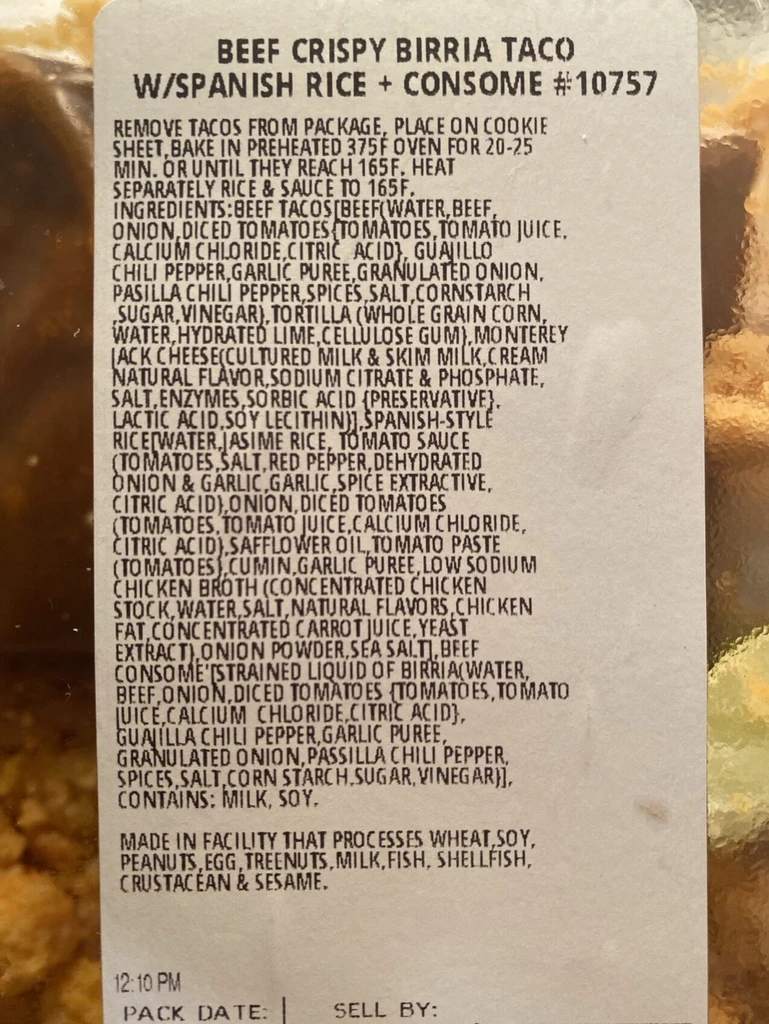 BEEF CRISPY BIRRIA TACO
W/SPANISH RICE + CONSOME #10757
REMOVE TACOS FROM PACKAGE, PLACE ON COOKIE
SHEET,BAKE IN PREHEATED 375F OVEN FOR 20-25
MIN. OR UNTIL THEY REACH 165F. HEAT
SEPARATELY RICE & SAUCE TO 165F.
INGREDIENTS:BEEF TACOS[BEEF(WATER,BEEF,
ONION,DICED TOMATOES{TOMATOES,TOMATO JUICE,
CALCIUM CHLORIDE,CITRIC ACID}, GUAJILLO
CHILI PEPPER,GARLIC PUREE,GRANULATED ONION,
PASILLA CHILI PEPPER,SPICES,SALT,CORNSTARCH
,SUGAR,VINEGAR),TORTILLA (WHOLE GRAIN CORN,
WATER,HYDRATED LIME,CELLULOSE GUM),MONTEREY
JACK CHEESE(CULTURED MILK & SKIM MILK,CREAM
NATURAL FLAVOR,SODIUM CITRATE & PHOSPHATE,
SALT,ENZYMES,SORBIC ACID {PRESERVATIVE},
LACTIC ACID,SOY LECITHIN)],SPANISH-STYLE
RICE[WATER,JASIME RICE, TOMATO SAUCE
(TOMATOES,SALT,RED PEPPER,DEHYDRATED
ONION & GARLIC,GARLIC,SPICE EXTRACTIVE,
CITRIC ACID),ONION,DICED TOMATOES
(TOMATOES,TOMATO JUICE,CALCIUM CHLORIDE,
CITRIC ACID),SAFFLOWER OIL,TOMATO PASTE
(TOMATOES),CUMIN,GARLIC PUREE,LOW SODIUM
CHICKEN BROTH (CONCENTRATED CHICKEN
STOCK,WATER,SALT,NATURAL FLAVORS,CHICKEN
FAT,CONCENTRATED CARROT JUICE,YEAST
EXTRACT),ONION POWDER,SEA SALT],BEEF
CONSOME'[STRAINED LIQUID OF BIRRIA(WATER,
BEEF,ONION,DICED TOMATOES {TOMATOES,TOMATO
JUICE,CALCIUM CHLORIDE,CITRIC ACID},
GUAJILLA CHILI PEPPER,GARLIC PUREE,
GRANULATED ONION,PASSILLA CHILI PEPPER,
SPICES,SALT,CORN STARCH,SUGAR,VINEGAR)],
CONTAINS: MILK, SOY.
MADE IN FACILITY THAT PROCESSES WHEAT,SOY,
PEANUTS,EGG,TREENUTS,MILK,FISH, SHELLFISH,
CRUSTACEAN & SESAME.
12:10 PM
PACK DATE: SELL BY: